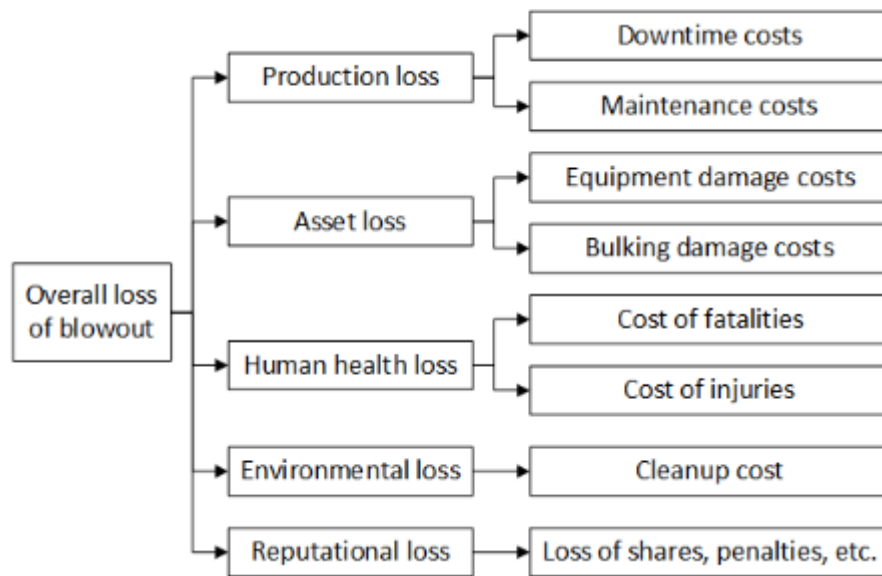 Overall loss
of blowout
Production loss
Downtime costs
Maintenance costs
Asset loss
Equipment damage costs
Bulking damage costs
Human health loss
Cost of fatalities
Cost of injuries
Environmental loss
Cleanup cost
Reputational loss
Loss of shares, penalties, etc.